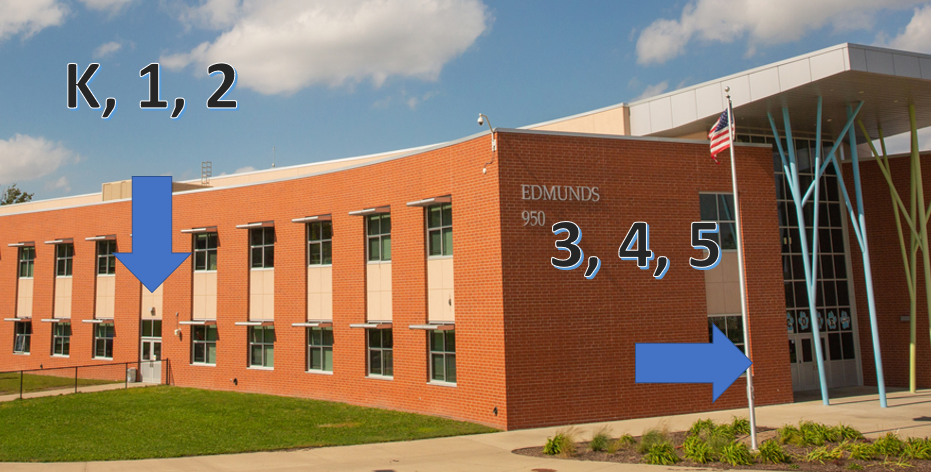 K, 1, 2
EDMUNDS
950
3, 4, 5